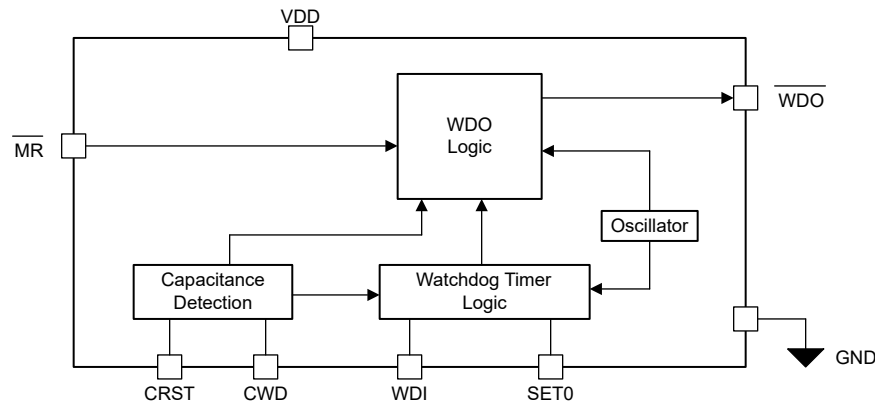 VDD
WDO
Logic
WDO
MR
Oscillator
Capacitance
Detection
Watchdog Timer
Logic
GND
CRST
CWD
WDI
SET0